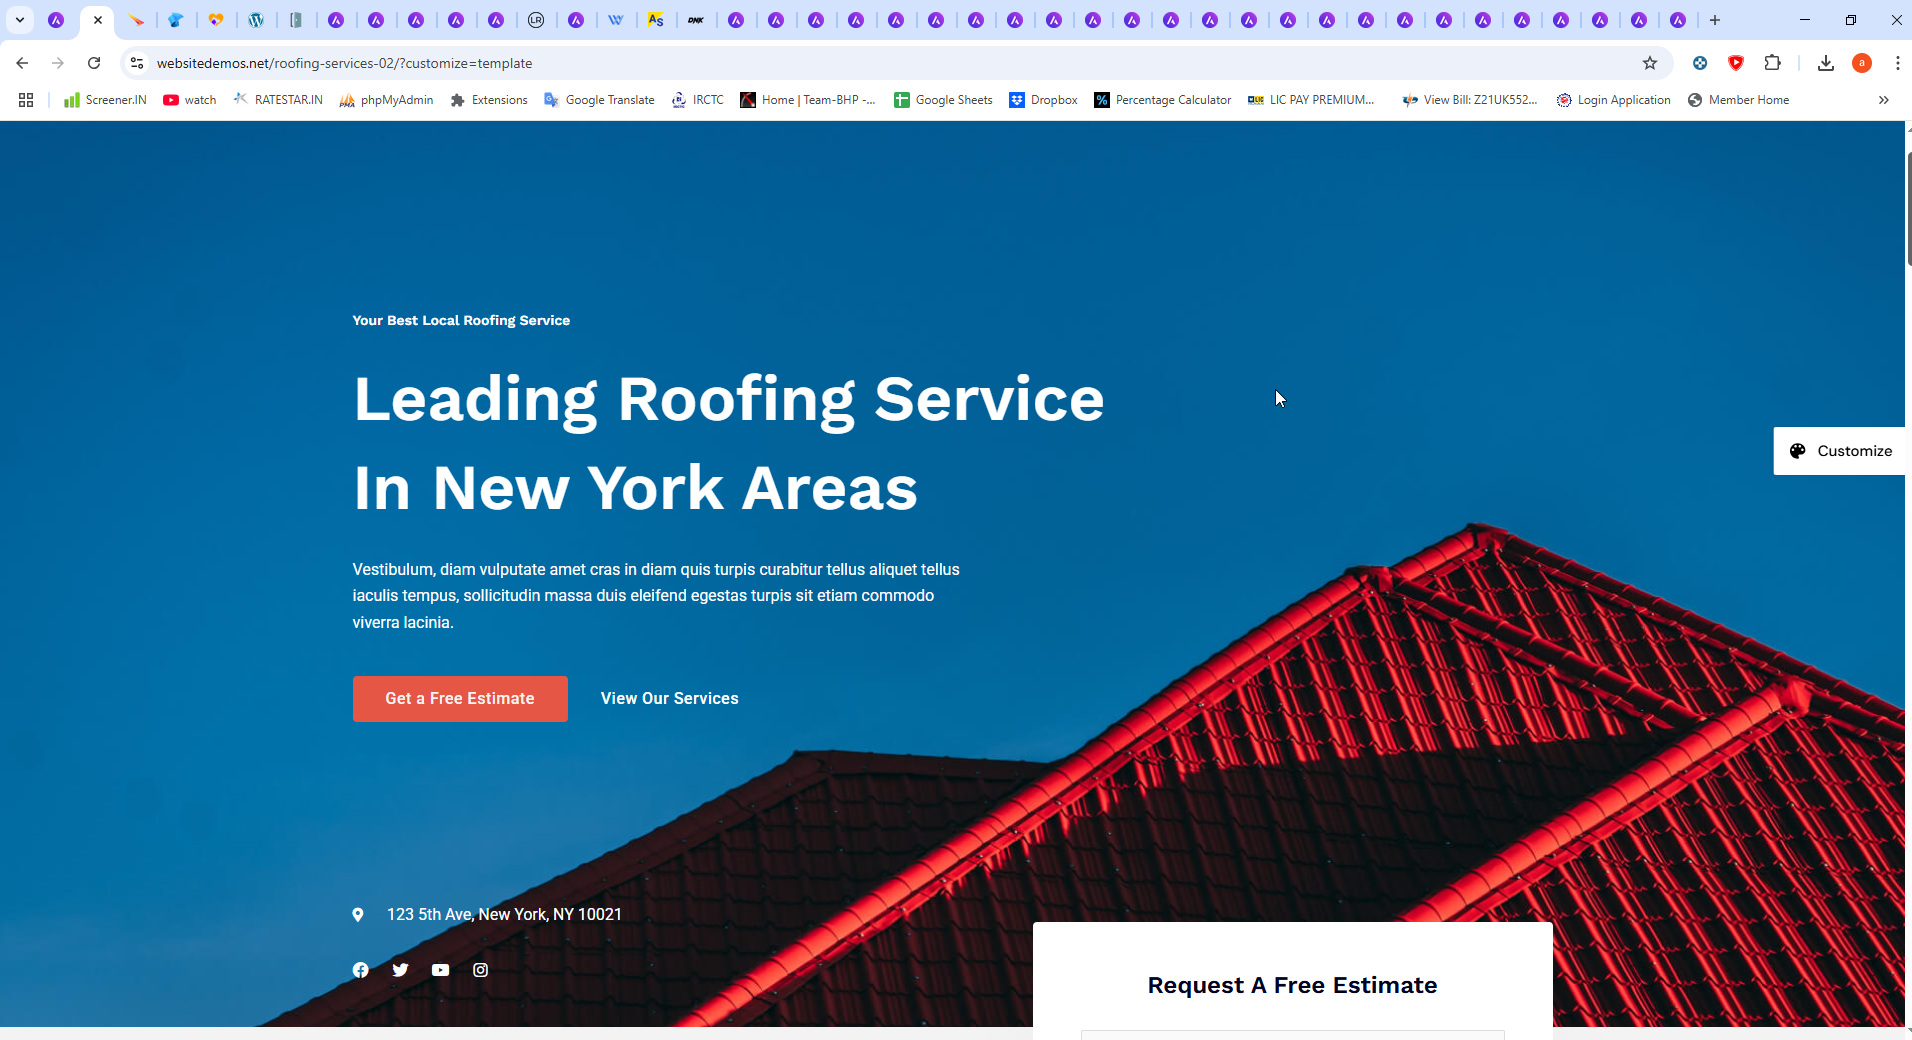 LR
W
AS
DNK
websitedemos.net/roofing-services-02/?customize=template
a
Screener.IN
watch
RATESTAR.IN
phpMyAdmin
Extensions
Google Translate
IRCTC
Home | Team-BHP -...
Google Sheets
Dropbox
Percentage Calculator
LIC PAY PREMIUM...
View Bill: Z21UK552...
Login Application
Member Home
Your Best Local Roofing Service
Leading Roofing Service
In New York Areas
Customize
Vestibulum, diam vulputate amet cras in diam quis turpis curabitur tellus aliquet tellus
iaculis tempus, sollicitudin massa duis eleifend egestas turpis sit etiam commodo
viverra lacinia.
Get a Free Estimate
View Our Services
123 5th Ave, New York, NY 10021
Request A Free Estimate